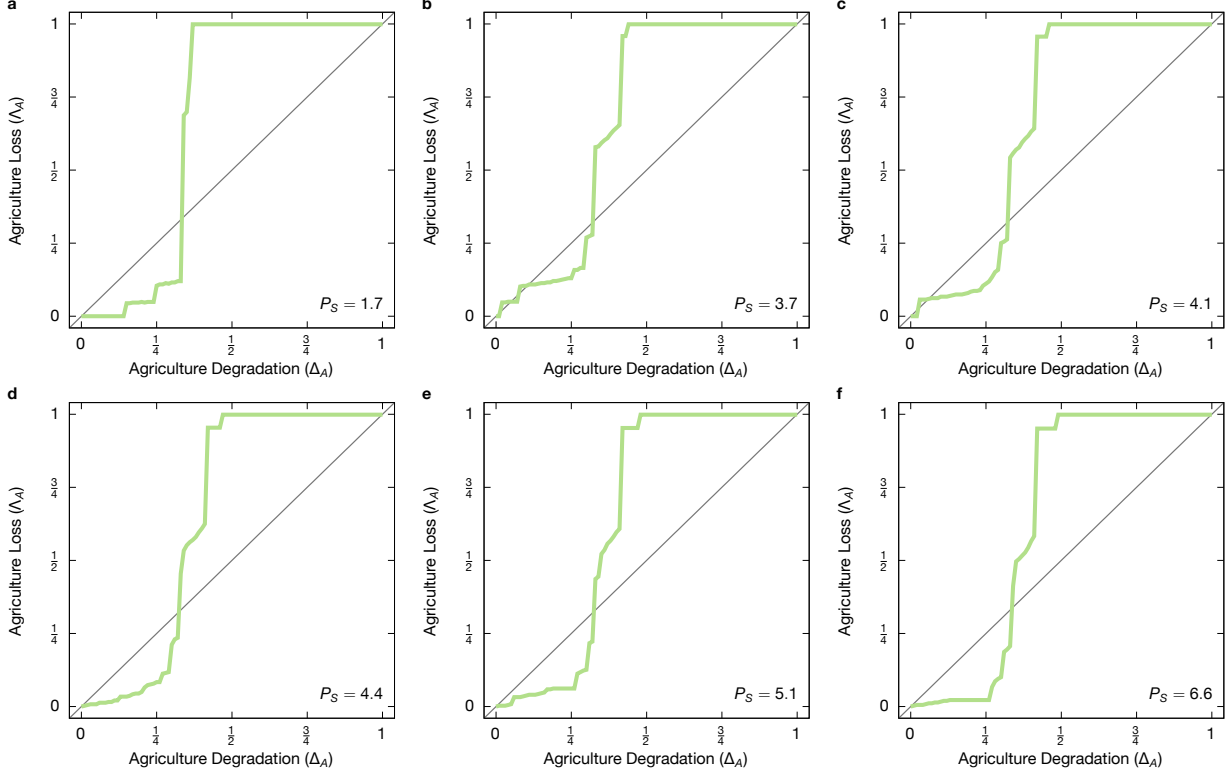 a
1
3/4
1/2
1/4
0
Agriculture Loss (Λ_A)
P_S = 1.7
0
1/4
1/2
3/4
1
Agriculture Degradation (Δ_A)
b
1
3/4
1/2
1/4
0
Agriculture Loss (Λ_A)
P_S = 3.7
0
1/4
1/2
3/4
1
Agriculture Degradation (Δ_A)
c
1
3/4
1/2
1/4
0
Agriculture Loss (Λ_A)
P_S = 4.1
0
1/4
1/2
3/4
1
Agriculture Degradation (Δ_A)
d
1
3/4
1/2
1/4
0
Agriculture Loss (Λ_A)
P_S = 4.4
0
1/4
1/2
3/4
1
Agriculture Degradation (Δ_A)
e
1
3/4
1/2
1/4
0
Agriculture Loss (Λ_A)
P_S = 5.1
0
1/4
1/2
3/4
1
Agriculture Degradation (Δ_A)
f
1
3/4
1/2
1/4
0
Agriculture Loss (Λ_A)
P_S = 6.6
0
1/4
1/2
3/4
1
Agriculture Degradation (Δ_A)